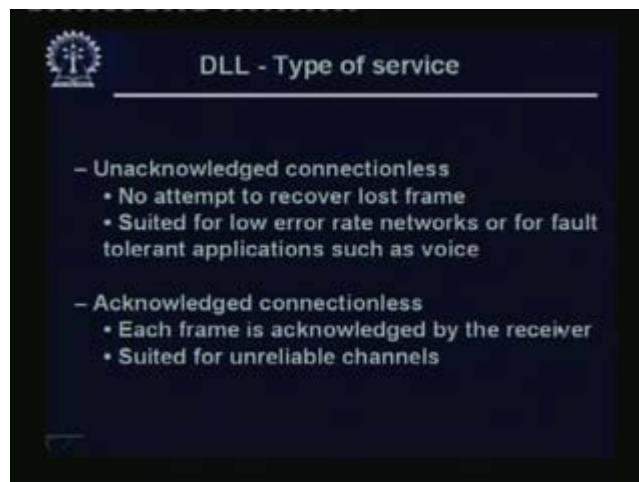 DLL - Type of service
– Unacknowledged connectionless
• No attempt to recover lost frame
• Suited for low error rate networks or for fault
tolerant applications such as voice
– Acknowledged connectionless
• Each frame is acknowledged by the receiver
• Suited for unreliable channels